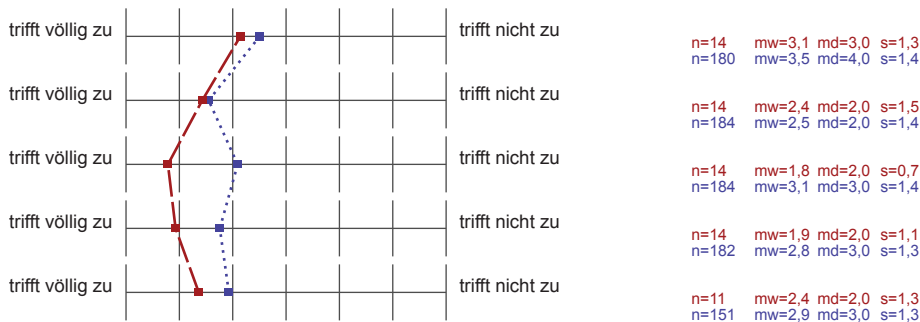 trifft völlig zu trifft nicht zu
n=14 mw=3,1 md=3,0 s=1,3
n=180 mw=3,5 md=4,0 s=1,4
trifft völlig zu trifft nicht zu
n=14 mw=2,4 md=2,0 s=1,5
n=184 mw=2,5 md=2,0 s=1,4
trifft völlig zu trifft nicht zu
n=14 mw=1,8 md=2,0 s=0,7
n=184 mw=3,1 md=3,0 s=1,4
trifft völlig zu trifft nicht zu
n=14 mw=1,9 md=2,0 s=1,1
n=182 mw=2,8 md=3,0 s=1,3
trifft völlig zu trifft nicht zu
n=11 mw=2,4 md=2,0 s=1,3
n=151 mw=2,9 md=3,0 s=1,3